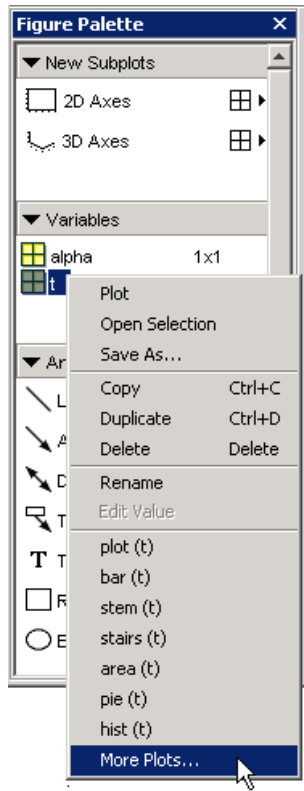 Figure Palette ×
New Subplots
2D Axes
3D Axes
Variables
alpha 1x1
t
Plot
Open Selection
Save As...
Copy Ctrl+C
Duplicate Ctrl+D
Delete Delete
Rename
Edit Value
plot (t)
bar (t)
stem (t)
stairs (t)
area (t)
pie (t)
hist (t)
More Plots...
Ar
L
A
D
T
T T
R
E